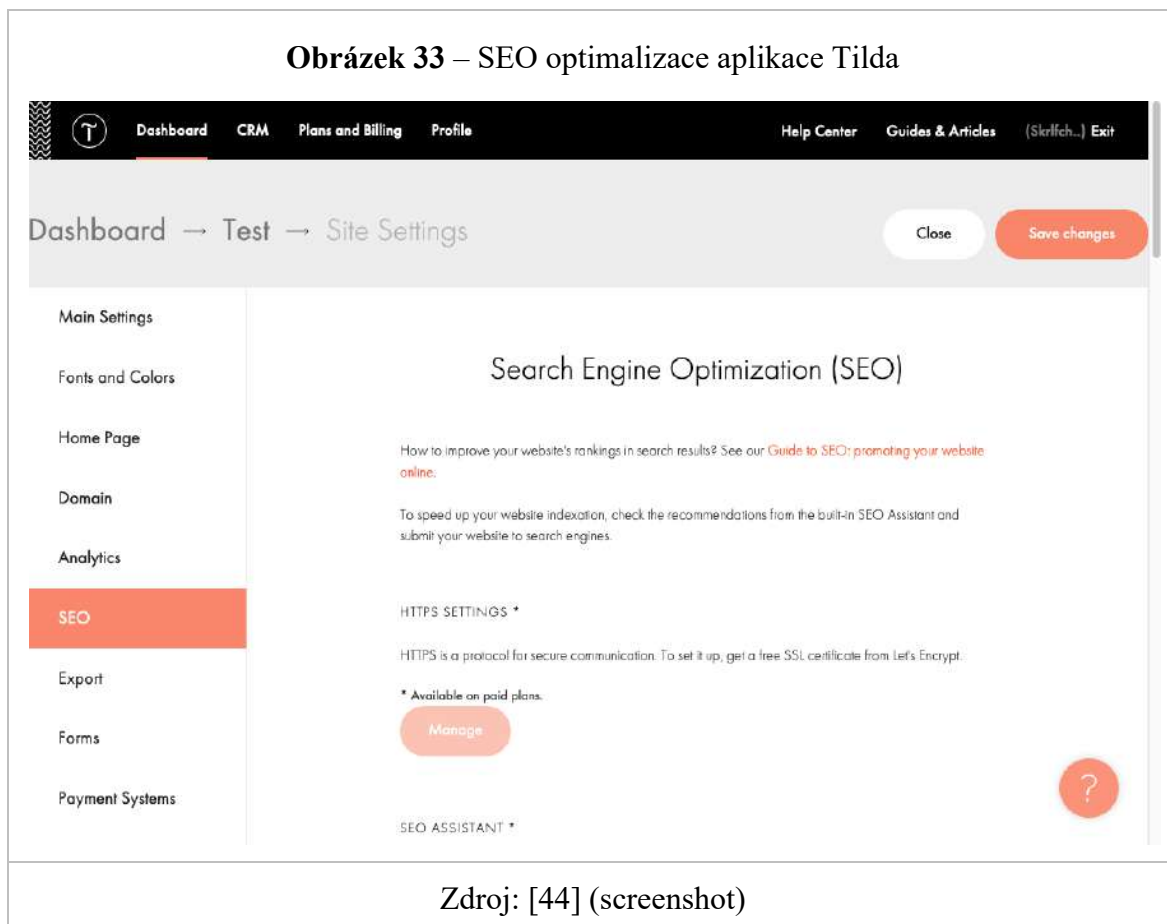 Obrázek 33 – SEO optimalizace aplikace Tilda
Dashboard CRM Plans and Billing Profile Help Center Guides & Articles (Skrlfch..) Exit
Dashboard → Test → Site Settings Close Save changes
Main Settings
Fonts and Colors
Home Page
Domain
Analytics
SEO
Export
Forms
Payment Systems
Search Engine Optimization (SEO)
How to improve your website's rankings in search results? See our Guide to SEO: promoting your website
online.
To speed up your website indexation, check the recommendations from the built-in SEO Assistant and
submit your website to search engines.
HTTPS SETTINGS *
HTTPS is a protocol for secure communication. To set it up, get a free SSL certificate from Let's Encrypt.
* Available on paid plans.
Manage
?
SEO ASSISTANT *
Zdroj: [44] (screenshot)